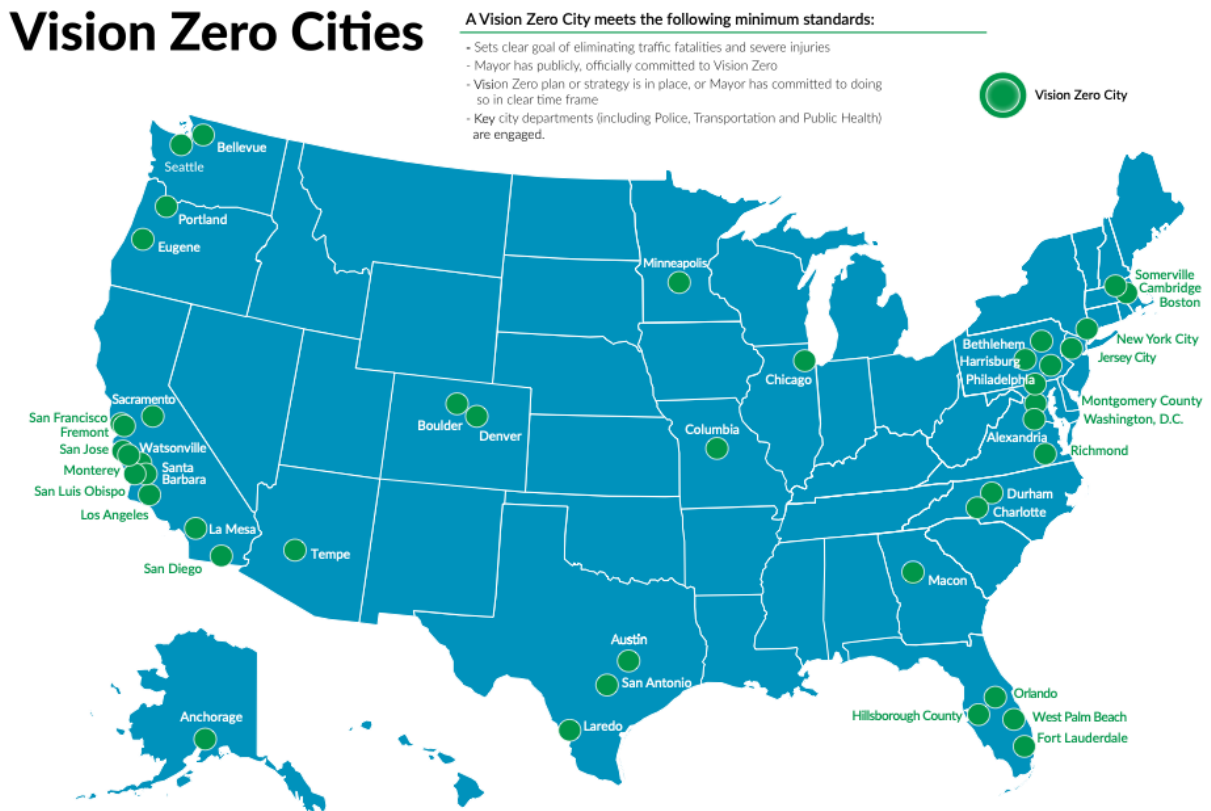 Vision Zero Cities
A Vision Zero City meets the following minimum standards:
- Sets clear goal of eliminating traffic fatalities and severe injuries
- Mayor has publicly, officially committed to Vision Zero
- Vision Zero plan or strategy is in place, or Mayor has committed to doing
so in clear time frame
- Key city departments (including Police, Transportation and Public Health)
are engaged.
Vision Zero City
Bellevue
Seattle
Portland
Eugene
Minneapolis
Somerville
Cambridge
Boston
New York City
Bethlehem
Jersey City
Harrisburg
Philadelphia
Chicago
Montgomery County
Washington, D.C.
Alexandria
Richmond
Sacramento
San Francisco
Fremont
San Jose
Watsonville
Monterey
Santa
Barbara
San Luis Obispo
Los Angeles
La Mesa
San Diego
Boulder
Denver
Columbia
Durham
Charlotte
Tempe
Macon
Austin
San Antonio
Laredo
Orlando
Hillsborough County
West Palm Beach
Fort Lauderdale
Anchorage